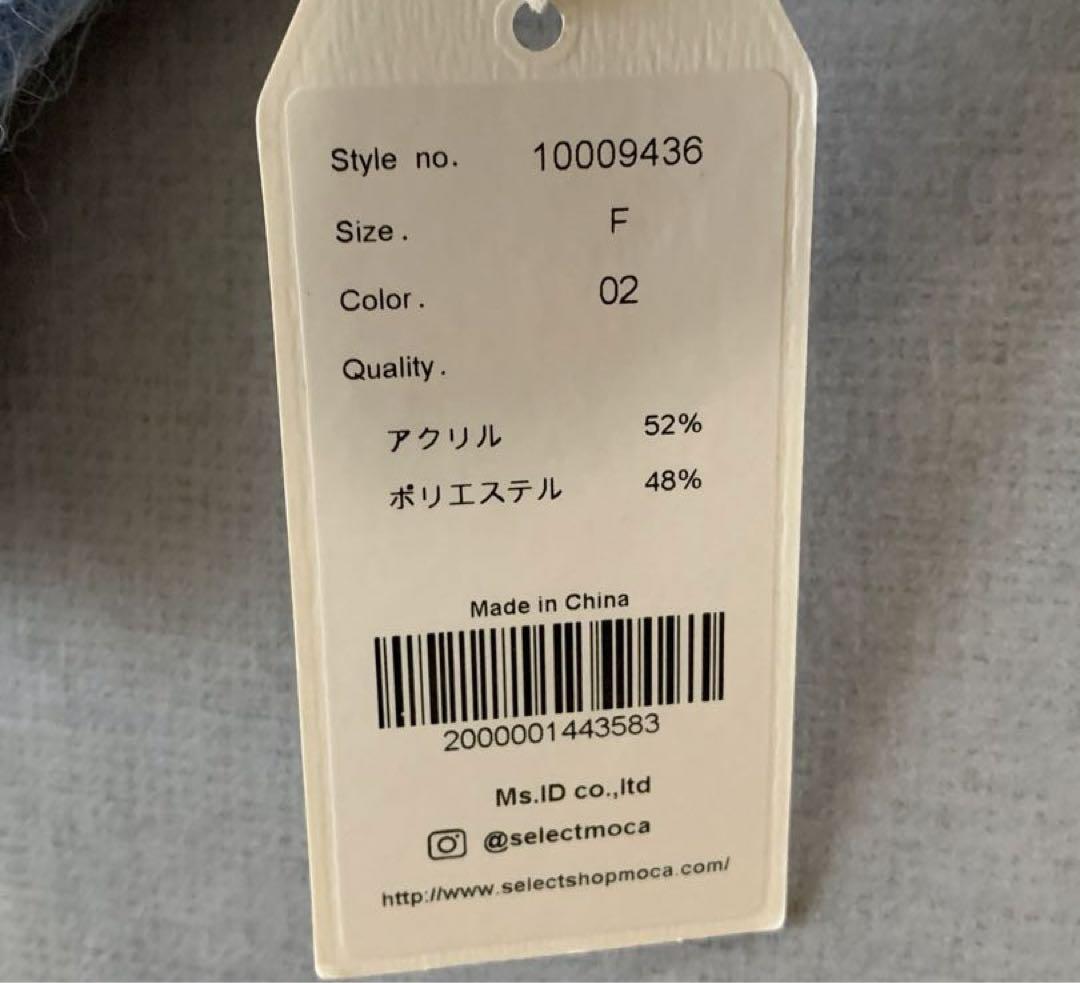 Style no. 10009436
Size. F
Color. 02
Quality.
アクリル 52%
ポリエステル 48%
Made in China
2000001443583
Ms.ID co.,ltd
@selectmoca
http://www.selectshopmoca.com/